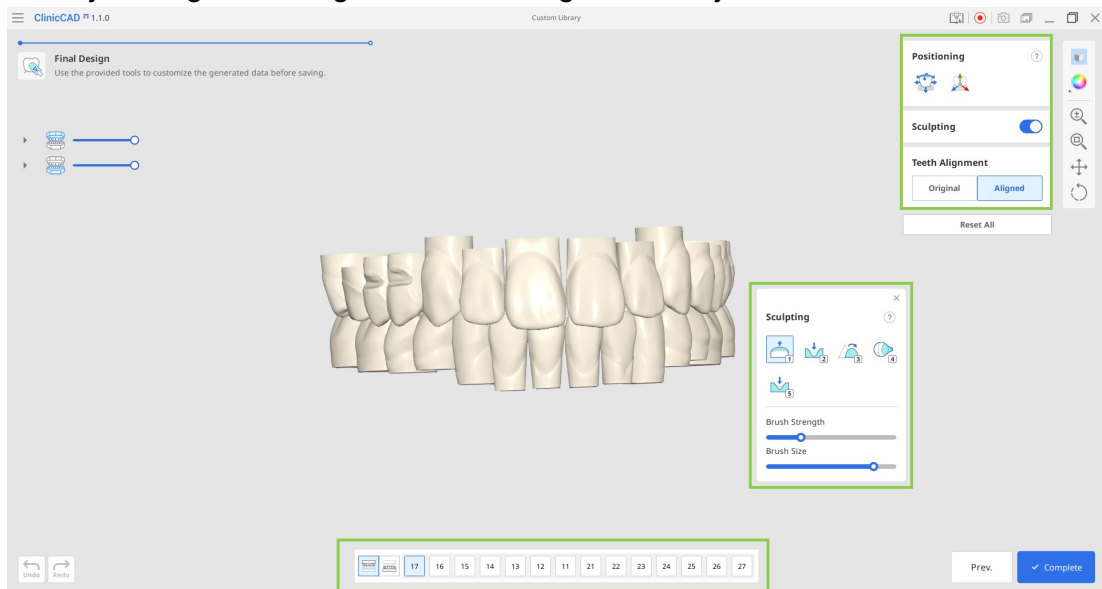 ClinicCAD 1.1.0
Custom Library
Final Design
Use the provided tools to customize the generated data before saving.
Positioning
?
Sculpting
Teeth Alignment
Original Aligned
Reset All
Sculpting
?
1 2 3 4
5
Brush Strength
Brush Size
Undo Redo
17 16 15 14 13 12 11 21 22 23 24 25 26 27
Prev. Complete